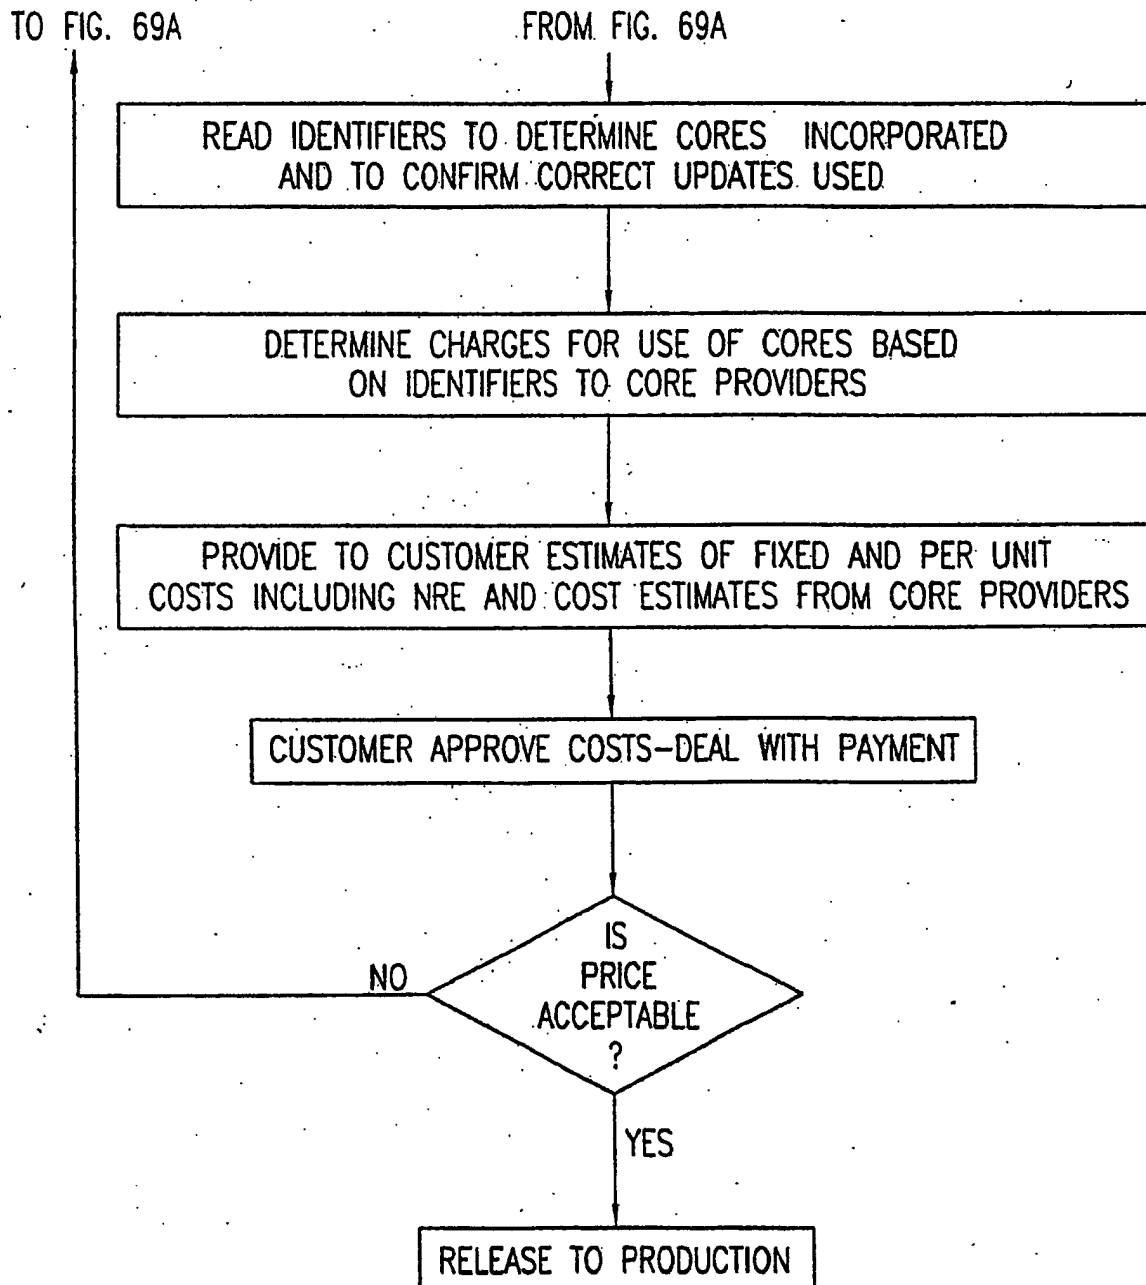 TO FIG. 69A
FROM FIG. 69A
READ IDENTIFIERS TO DETERMINE CORES INCORPORATED
AND TO CONFIRM CORRECT UPDATES USED
DETERMINE CHARGES FOR USE OF CORES BASED
ON IDENTIFIERS TO CORE PROVIDERS
PROVIDE TO CUSTOMER ESTIMATES OF FIXED AND PER UNIT
COSTS INCLUDING NRE AND COST ESTIMATES FROM CORE PROVIDERS
CUSTOMER APPROVE COSTS-DEAL WITH PAYMENT
IS
PRICE
ACCEPTABLE
?
NO
YES
RELEASE TO PRODUCTION